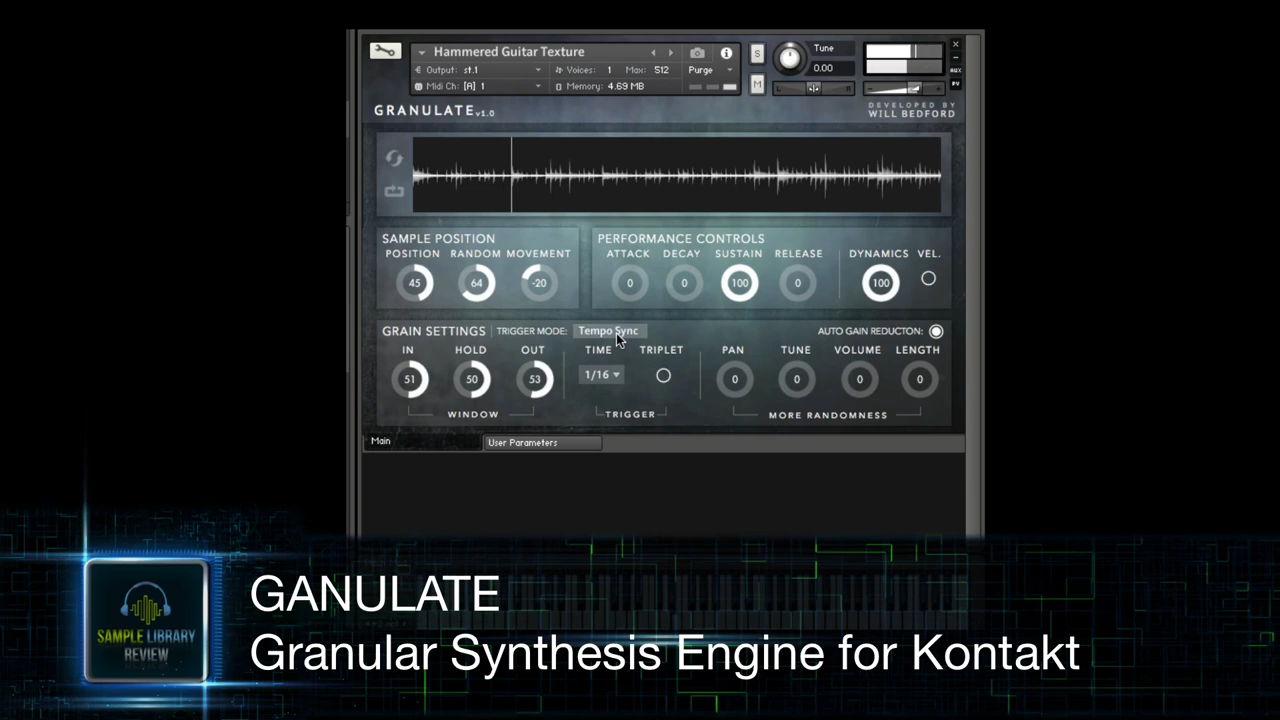 Hammered Guitar Texture
Output: st.1 Voices: 1 Max: 512 Purge
Midi Ch: [A] 1 Memory: 4.69 MB
S
M
Tune
0.00
L R
AUX
PV
GRANULATE v1.0
DEVELOPED BY
WILL BEDFORD
SAMPLE POSITION
POSITION RANDOM MOVEMENT
45 64 -20
PERFORMANCE CONTROLS
ATTACK DECAY SUSTAIN RELEASE DYNAMICS VEL.
0 0 100 0 100
GRAIN SETTINGS TRIGGER MODE: Tempo Sync AUTO GAIN REDUCTON:
IN HOLD OUT TIME TRIPLET PAN TUNE VOLUME LENGTH
51 50 53 1/16 0 0 0 0
WINDOW TRIGGER MORE RANDOMNESS
Main User Parameters
SAMPLE LIBRARY
REVIEW
GANULATE
Granular Synthesis Engine for Kontakt